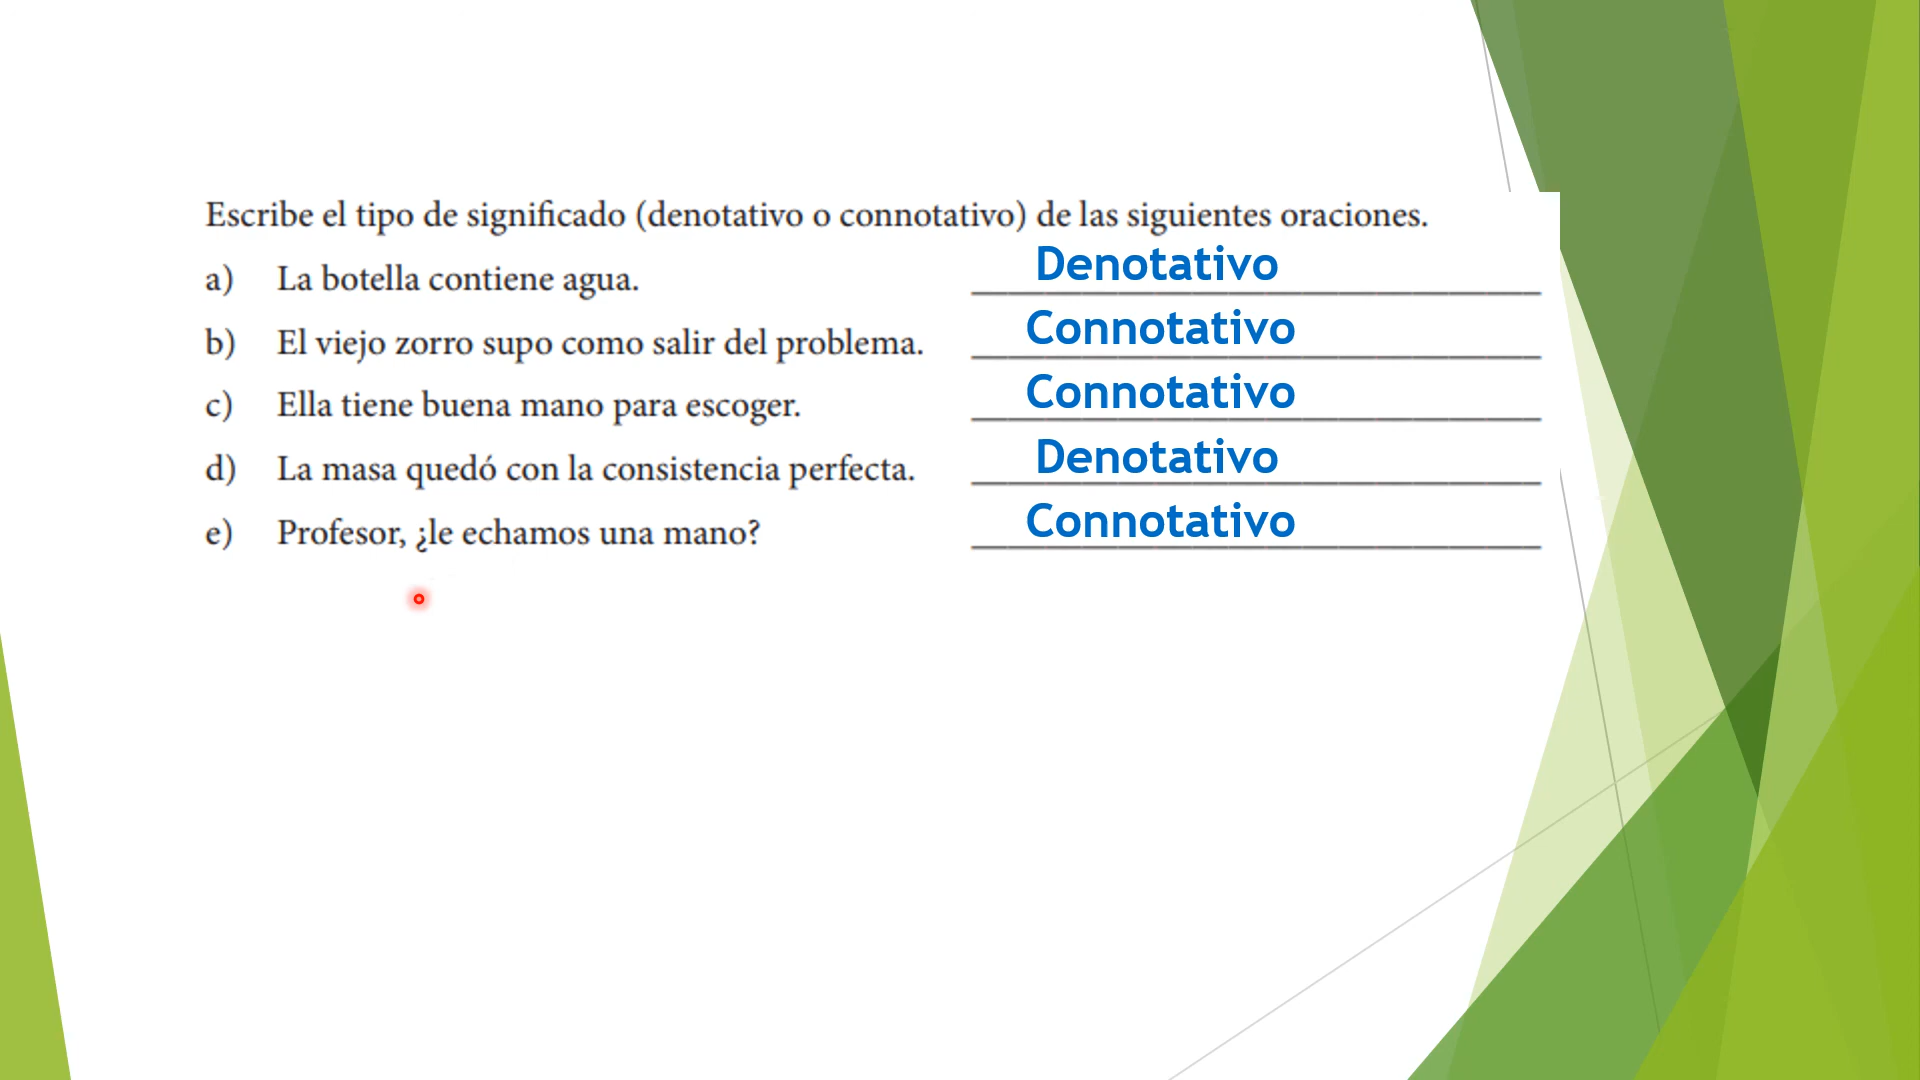 Escribe el tipo de significado (denotativo o connotativo) de las siguientes oraciones.
a) La botella contiene agua. Denotativo
b) El viejo zorro supo como salir del problema. Connotativo
c) Ella tiene buena mano para escoger. Connotativo
d) La masa quedó con la consistencia perfecta. Denotativo
e) Profesor, ¿le echamos una mano? Connotativo